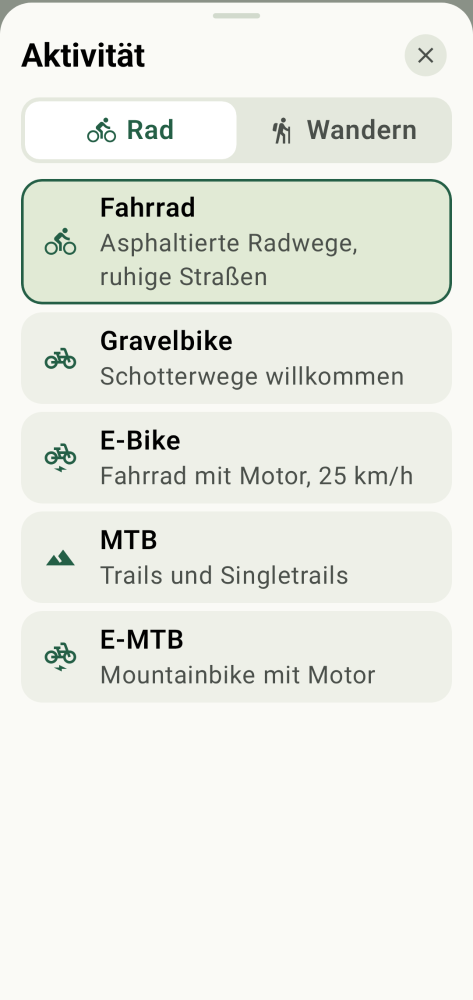 Aktivität
Rad
Wandern
Fahrrad
Asphaltierte Radwege,
ruhige Straßen
Gravelbike
Schotterwege willkommen
E-Bike
Fahrrad mit Motor, 25 km/h
MTB
Trails und Singletrails
E-MTB
Mountainbike mit Motor